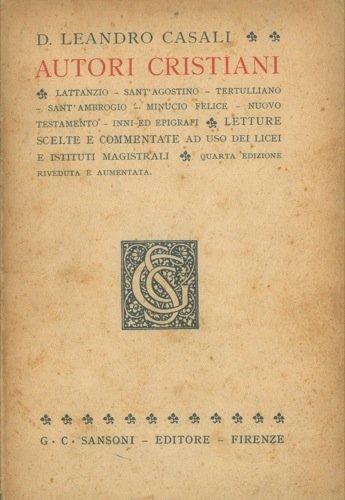 D. LEANDRO CASALI
AUTORI CRISTIANI
LATTANZIO – SANT'AGOSTINO – TERTULLIANO
– SANT'AMBROGIO – MINUCIO FELICE – NUOVO
TESTAMENTO – INNI ED EPIGRAFI LETTURE
SCELTE E COMMENTATE AD USO DEI LICEI
E ISTITUTI MAGISTRALI QUARTA EDIZIONE
RIVEDUTA E AUMENTATA.
GCS
G · C · SANSONI – EDITORE – FIRENZE